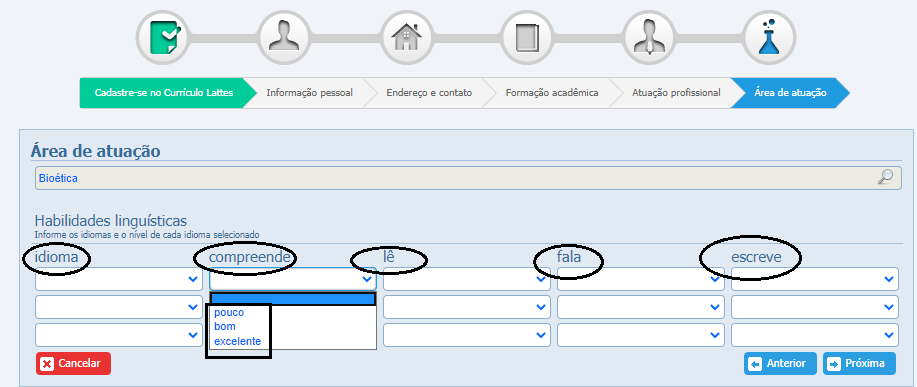 Cadastre-se no Currículo Lattes
Informação pessoal
Endereço e contato
Formação acadêmica
Atuação profissional
Área de atuação
Área de atuação
Bioética
Habilidades linguísticas
Informe os idiomas e o nível de cada idioma selecionado
idioma compreende lê fala escreve
pouco
bom
excelente
Cancelar Anterior Próxima